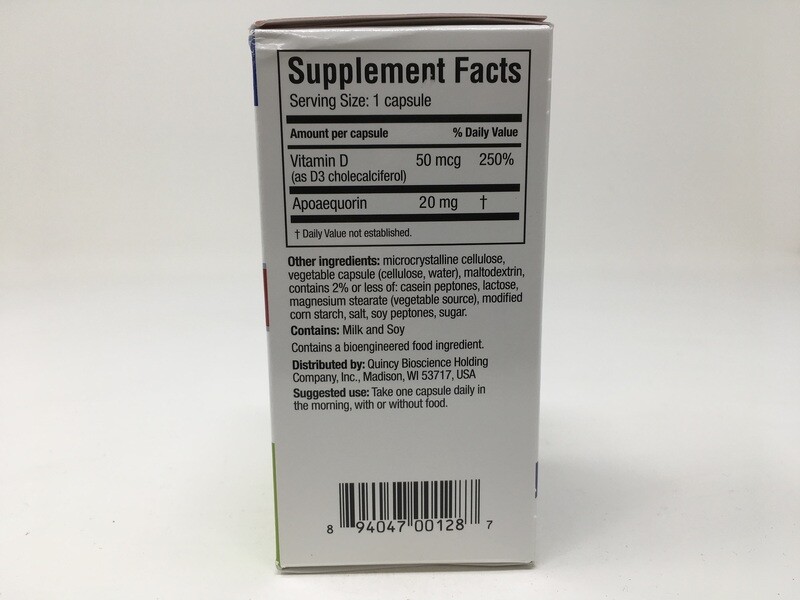 Supplement Facts
Serving Size: 1 capsule
Amount per capsule % Daily Value
Vitamin D 50 mcg 250%
(as D3 cholecalciferol)
Apoaequorin 20 mg †
† Daily Value not established.
Other ingredients: microcrystalline cellulose,
vegetable capsule (cellulose, water), maltodextrin,
contains 2% or less of: casein peptones, lactose,
magnesium stearate (vegetable source), modified
corn starch, salt, soy peptones, sugar.
Contains: Milk and Soy
Contains a bioengineered food ingredient.
Distributed by: Quincy Bioscience Holding
Company, Inc., Madison, WI 53717, USA
Suggested use: Take one capsule daily in
the morning, with or without food.
8 94047 00128 7